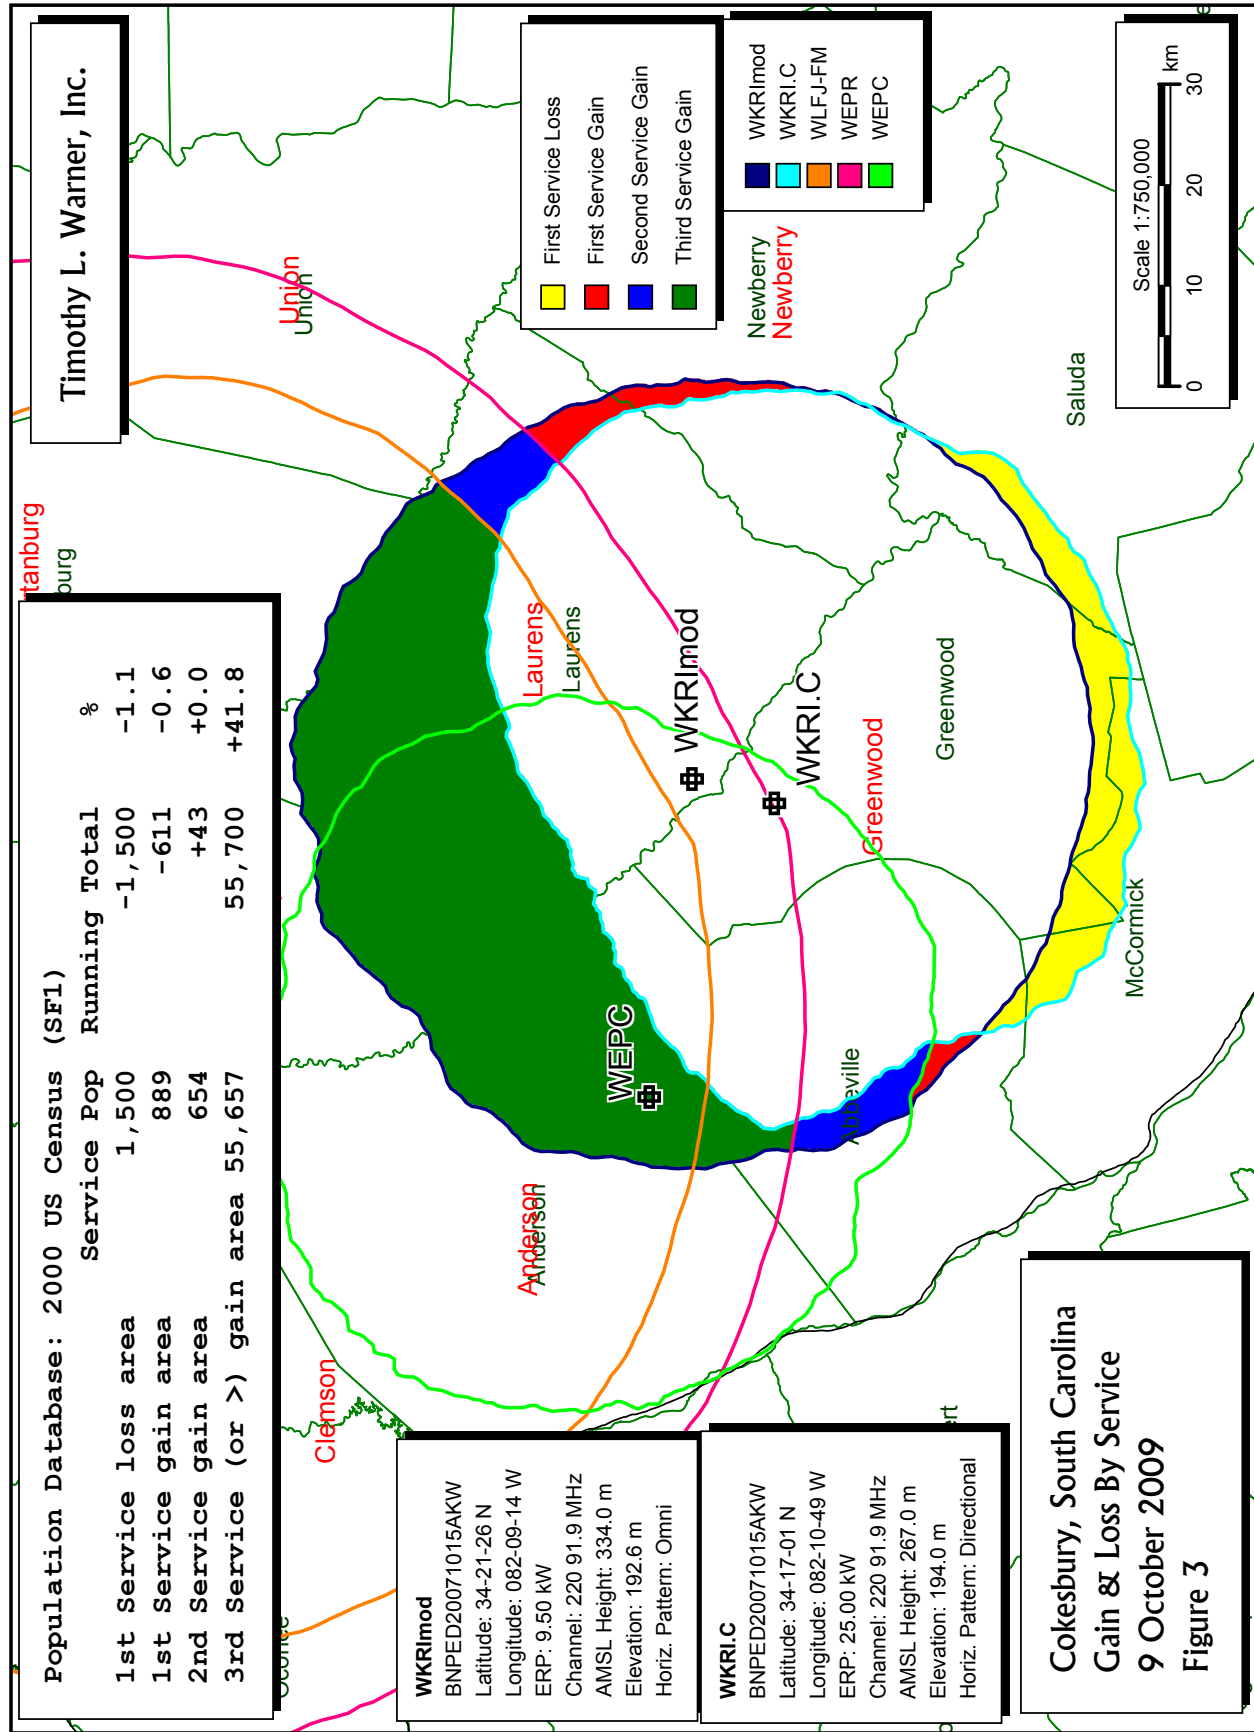 Population Database: 2000 US Census (SF1)
Service Pop Running Total %
1st Service loss area 1,500 -1,500 -1.1
1st Service gain area 889 -611 -0.6
2nd Service gain area 654 +43 +0.0
3rd Service (or >) gain area 55,657 55,700 +41.8
Timothy L. Warner, Inc.
tanburg
burg
Clemson
Union
Union
Anderson
Anderson
Laurens
Laurens
WEPC
WKRImod
WKRI.C
Greenwood
Greenwood
Abbeville
McCormick
Newberry
Newberry
Saluda
ert
First Service Loss
First Service Gain
Second Service Gain
Third Service Gain
WKRImod
WKRI.C
WLFJ-FM
WEPR
WEPC
WKRImod
BNPED20071015AKW
Latitude: 34-21-26 N
Longitude: 082-09-14 W
ERP: 9.50 kW
Channel: 220 91.9 MHz
AMSL Height: 334.0 m
Elevation: 192.6 m
Horiz. Pattern: Omni
WKRI.C
BNPED20071015AKW
Latitude: 34-17-01 N
Longitude: 082-10-49 W
ERP: 25.00 kW
Channel: 220 91.9 MHz
AMSL Height: 267.0 m
Elevation: 194.0 m
Horiz. Pattern: Directional
Cokesbury, South Carolina
Gain & Loss By Service
9 October 2009
Figure 3
Scale 1:750,000
0 10 20 30
km